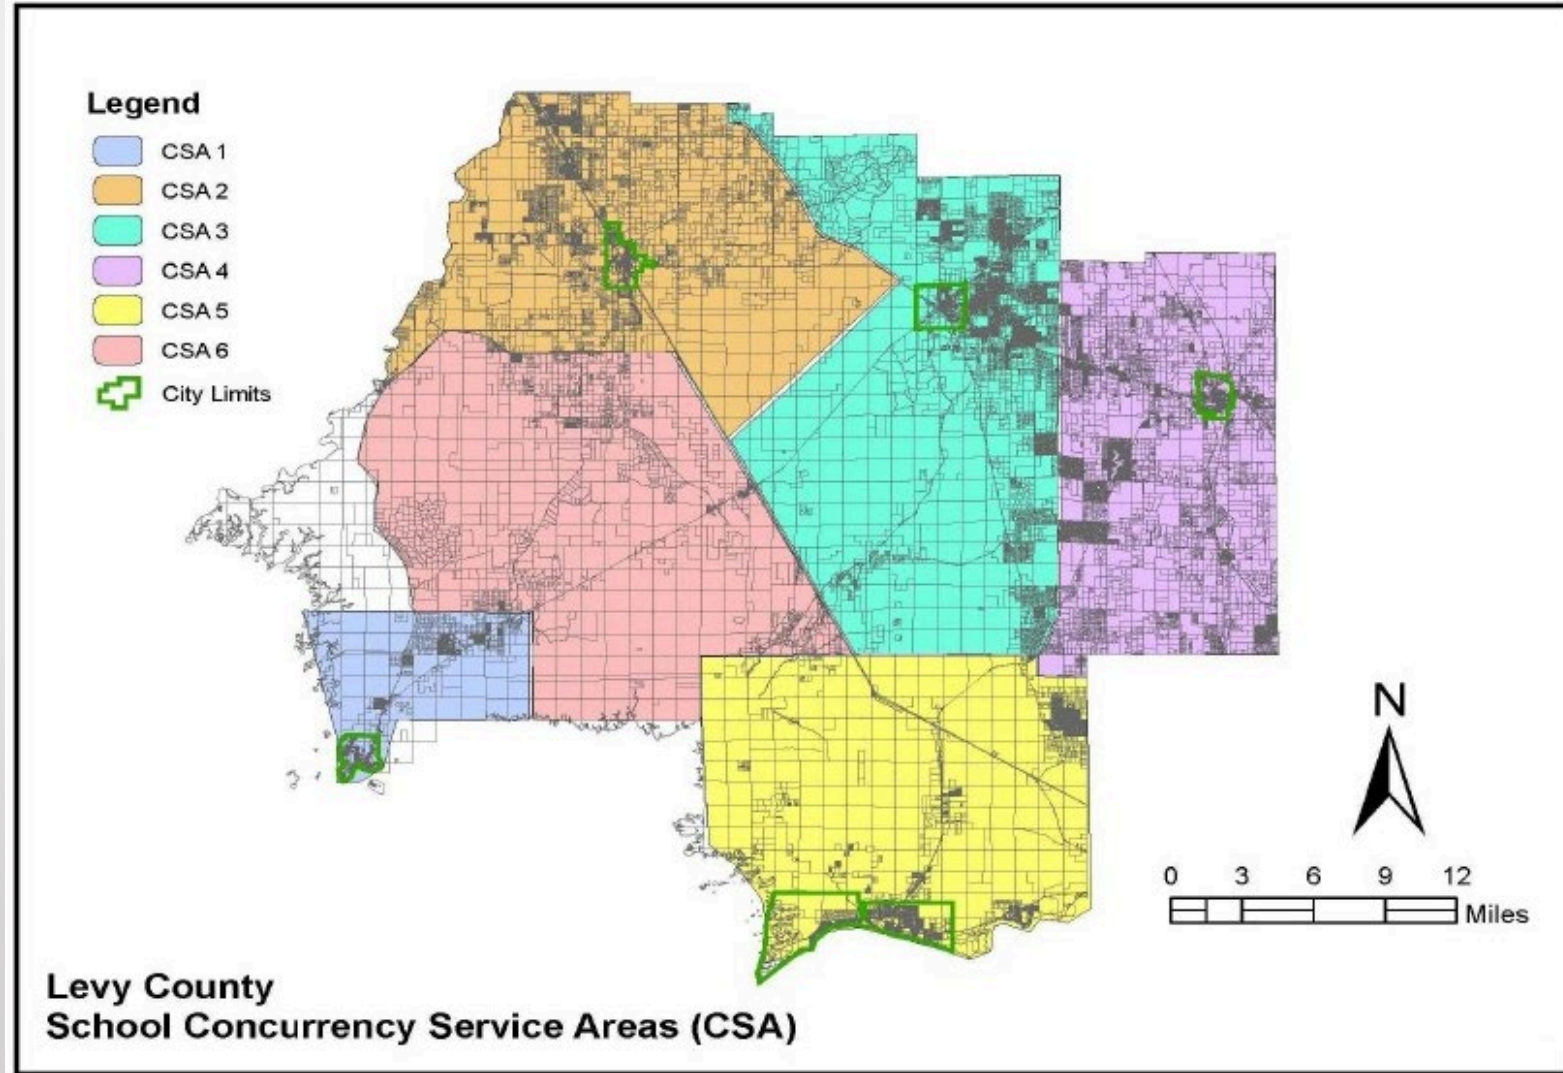 Legend
CSA 1
CSA 2
CSA 3
CSA 4
CSA 5
CSA 6
City Limits
N
0 3 6 9 12
Miles
Levy County
School Concurrency Service Areas (CSA)